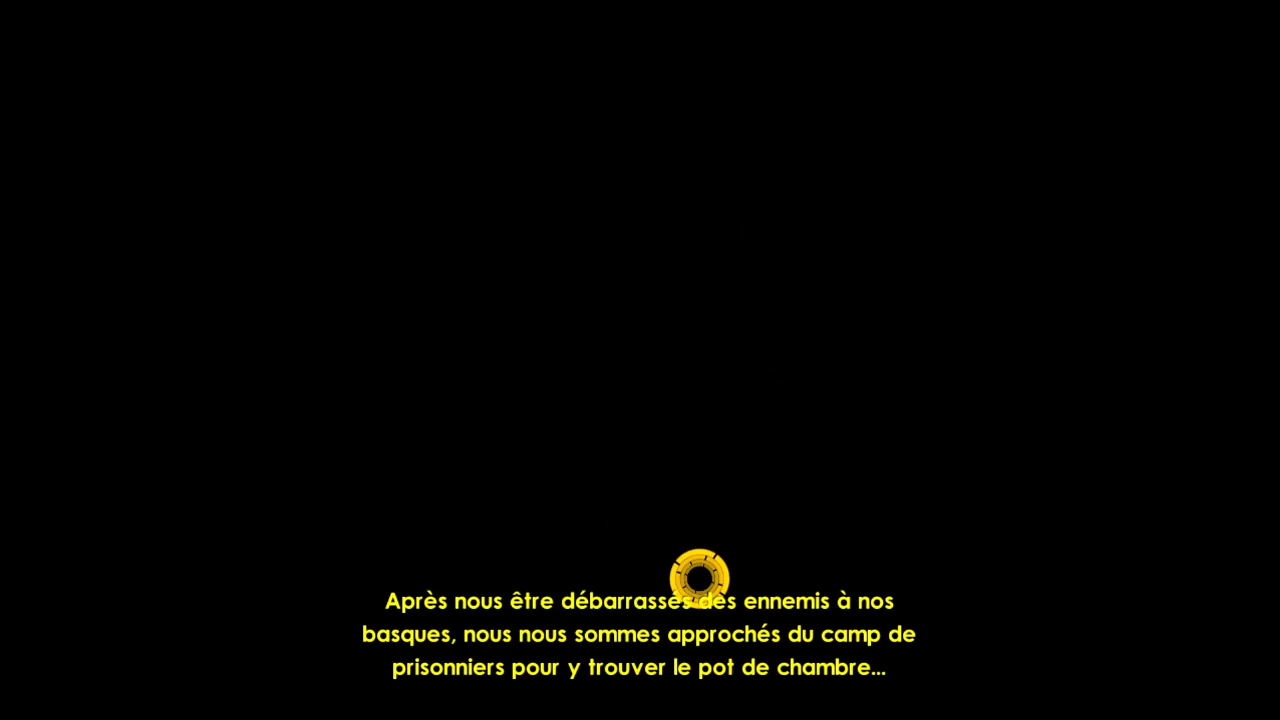 Après nous être débarrassés des ennemis à nos
basques, nous nous sommes approchés du camp de
prisonniers pour y trouver le pot de chambre...